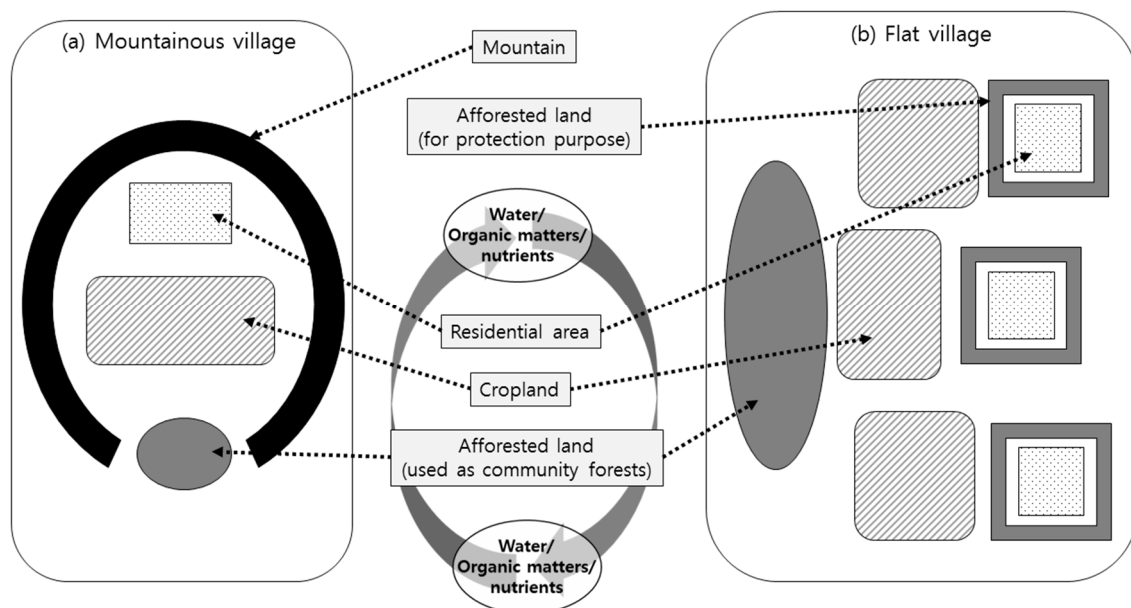 (a) Mountainous village
Mountain
(b) Flat village
Afforested land
(for protection purpose)
Water/
Organic matters/
nutrients
Residential area
Cropland
Afforested land
(used as community forests)
Water/
Organic matters/
nutrients